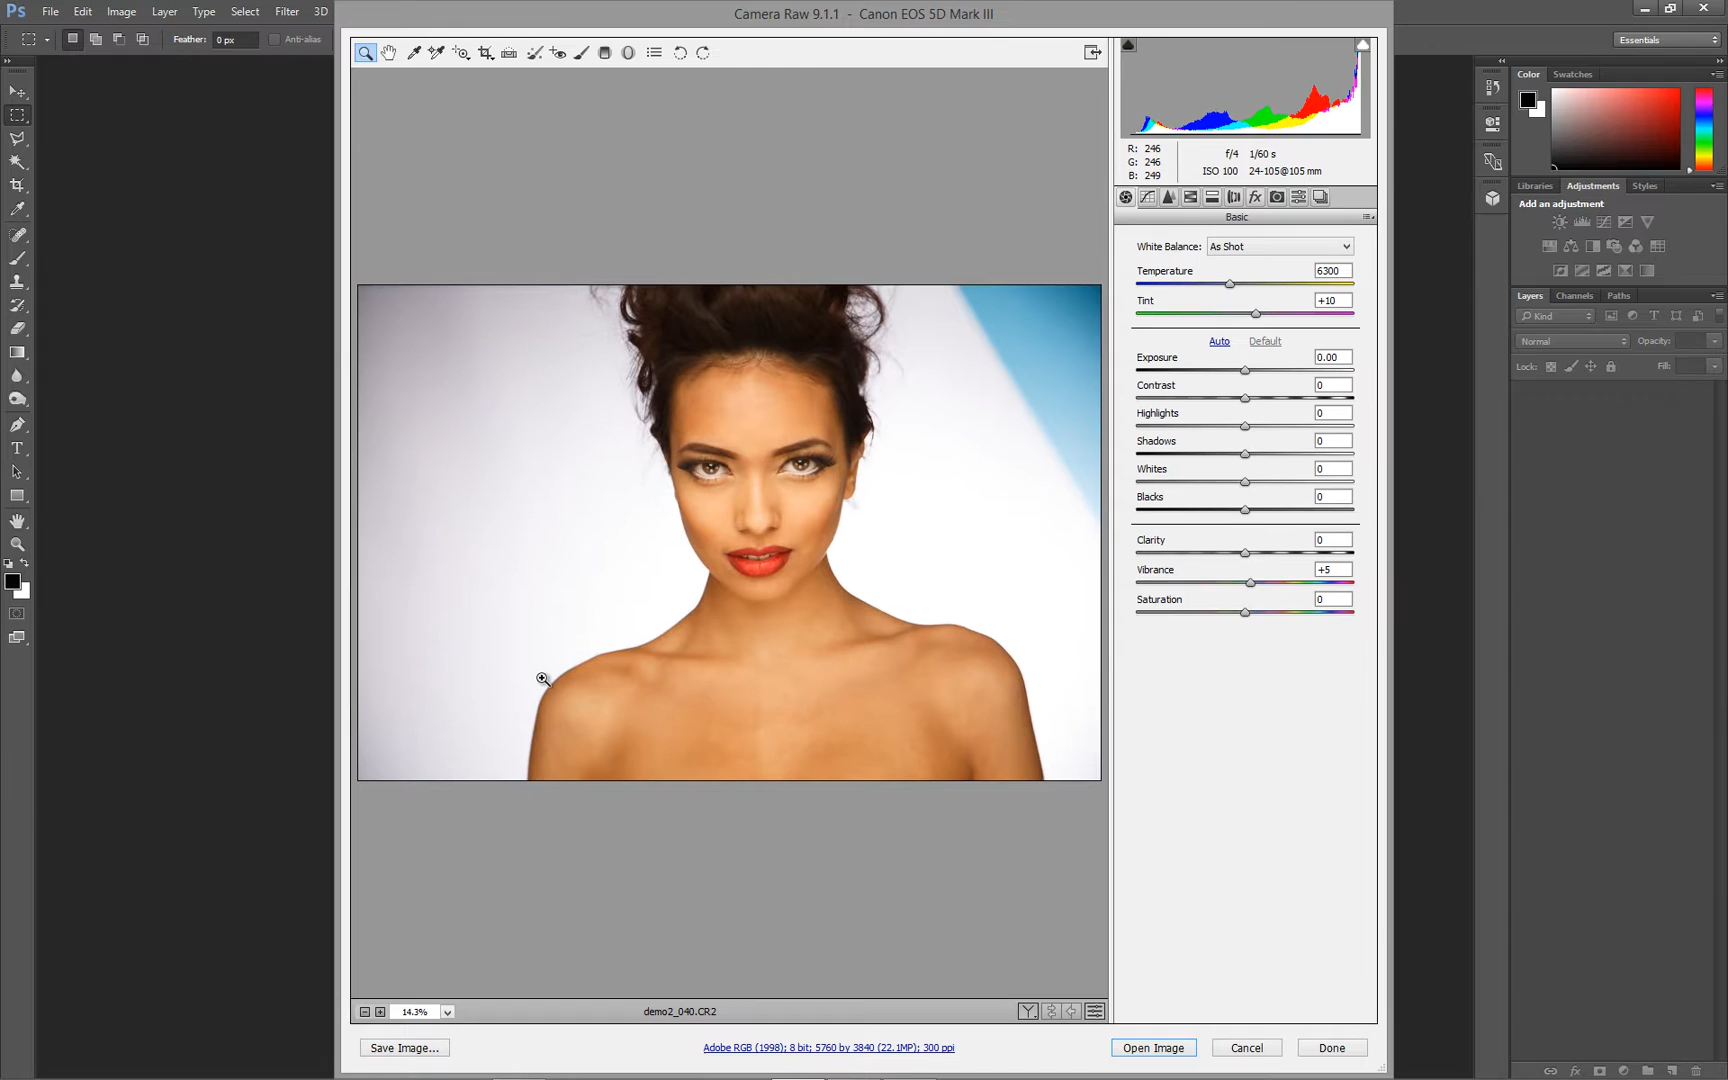 Ps File Edit Image Layer Type Select Filter 3D
Camera Raw 9.1.1 - Canon EOS 5D Mark III
Feather: 0 px Anti-alias
Essentials
R: 246
G: 246
B: 249
f/4 1/60 s
ISO 100 24-105@105 mm
Basic
White Balance: As Shot
Temperature 6300
Tint +10
Auto Default
Exposure 0.00
Contrast 0
Highlights 0
Shadows 0
Whites 0
Blacks 0
Clarity 0
Vibrance +5
Saturation 0
Color Swatches
Libraries Adjustments Styles
Add an adjustment
Layers Channels Paths
Kind
Normal Opacity:
Lock: Fill:
14.3%
demo2_040.CR2
Save Image...
Adobe RGB (1998); 8 bit; 5760 by 3840 (22.1MP); 300 ppi
Open Image Cancel Done